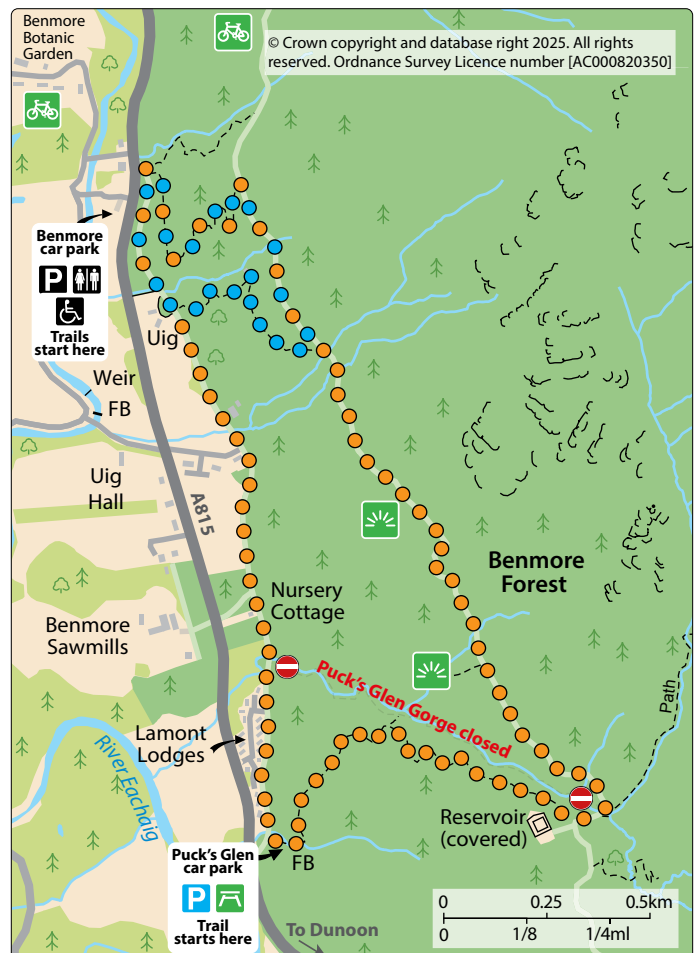 Benmore
Botanic
Garden
© Crown copyright and database right 2025. All rights
reserved. Ordnance Survey Licence number [AC000820350]
Benmore
car park
P
Trails
start here
Uig
Weir
FB
Uig
Hall
A815
Benmore
Forest
Nursery
Cottage
Benmore
Sawmills
Puck's Glen Gorge closed
Path
Lamont
Lodges
River Eachaig
Reservoir
(covered)
Puck's Glen
car park
P
Trail
starts here
FB
To Dunoon
0 0.25 0.5km
0 1/8 1/4ml